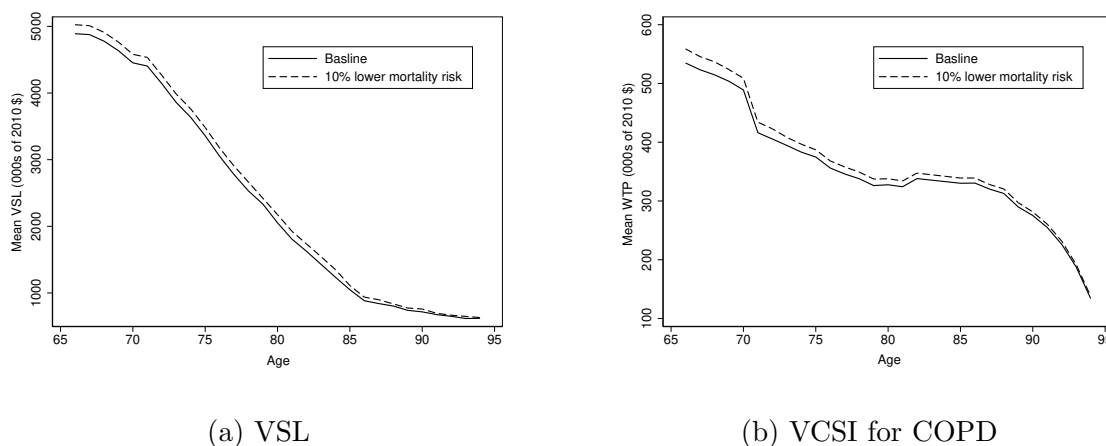 Mean VSL (000s of 2010 $)
5000
4000
3000
2000
1000
Basline
10% lower mortality risk
65 70 75 80 85 90 95
Age
(a) VSL
Mean WTP (000s of 2010 $)
600
500
400
300
200
100
Basline
10% lower mortality risk
65 70 75 80 85 90 95
Age
(b) VCSI for COPD